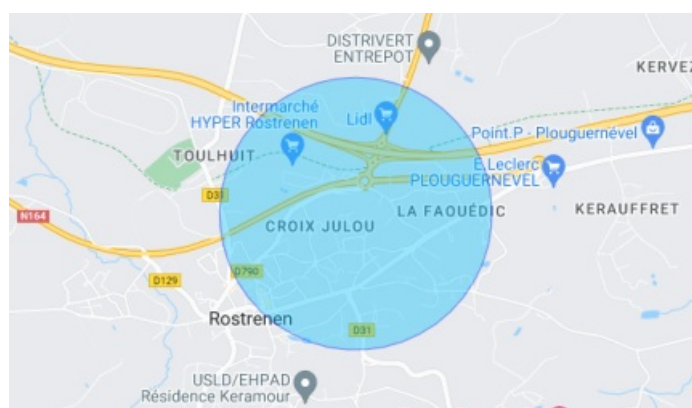 DISTRIVERT
ENTREPOT
KERVEZ
Intermarché
HYPER Rostrenen
Lidl
Point.P - Plouguernével
TOULHUIT
E.Leclerc
PLOUGUERNEVEL
D31
N164
CROIX JULOU
LA FAOUÉDIC
KERAUFFRET
D790
D129
Rostrenen
D31
USLD/EHPAD
Résidence Keramour